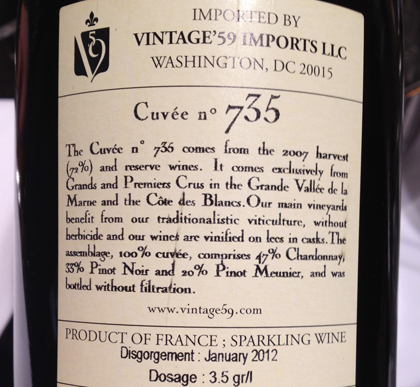 V59
IMPORTED BY
VINTAGE'59 IMPORTS LLC
WASHINGTON, DC 20015
Cuvée nº 735
The Cuvée nº 736 comes from the 2007 harvest
(72%) and reserve wines. It comes exclusively from
Grands and Premiers Crus in the Grande Vallée de la
Marne and the Côte des Blancs. Our main vineyards
benefit from our traditionalistic viticulture, without
herbicide and our wines are vinified on lees in casks. The
assemblage, 100% cuvée, comprises 47% Chardonnay,
33% Pinot Noir and 20% Pinot Meunier, and was
bottled without filtration.
www.vintage59.com
PRODUCT OF FRANCE ; SPARKLING WINE
Disgorgement : January 2012
Dosage : 3.5 gr/l